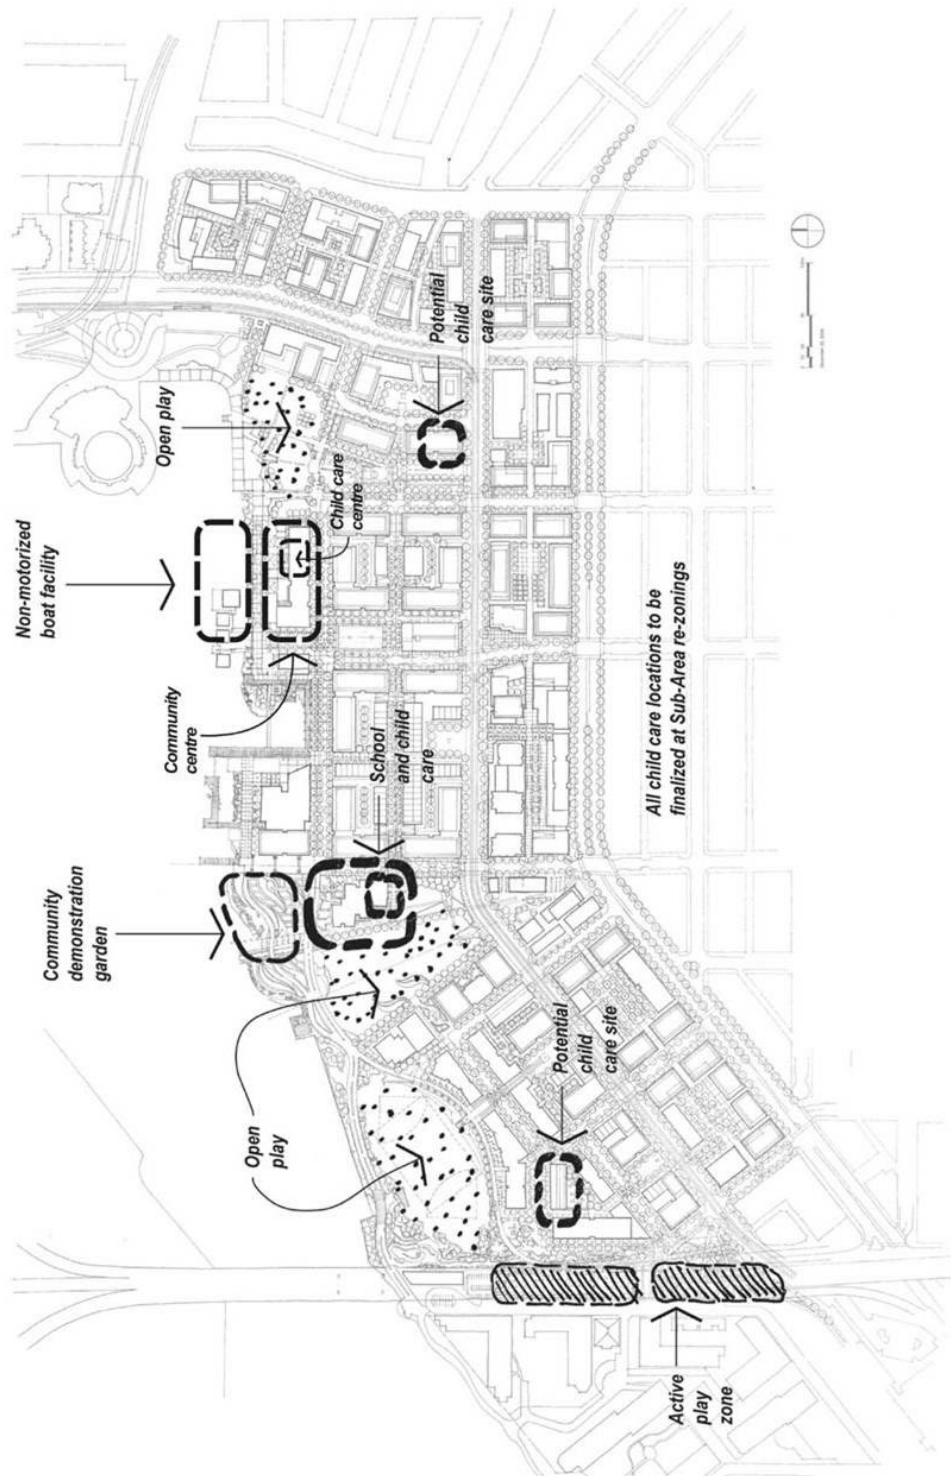 Non-motorized
boat facility
Open play
Potential
child
care site
Child care
centre
Community
centre
School
and child
care
Community
demonstration
garden
All child care locations to be
finalized at Sub-Area re-zonings
Open
play
Potential
child
care site
Active
play
zone